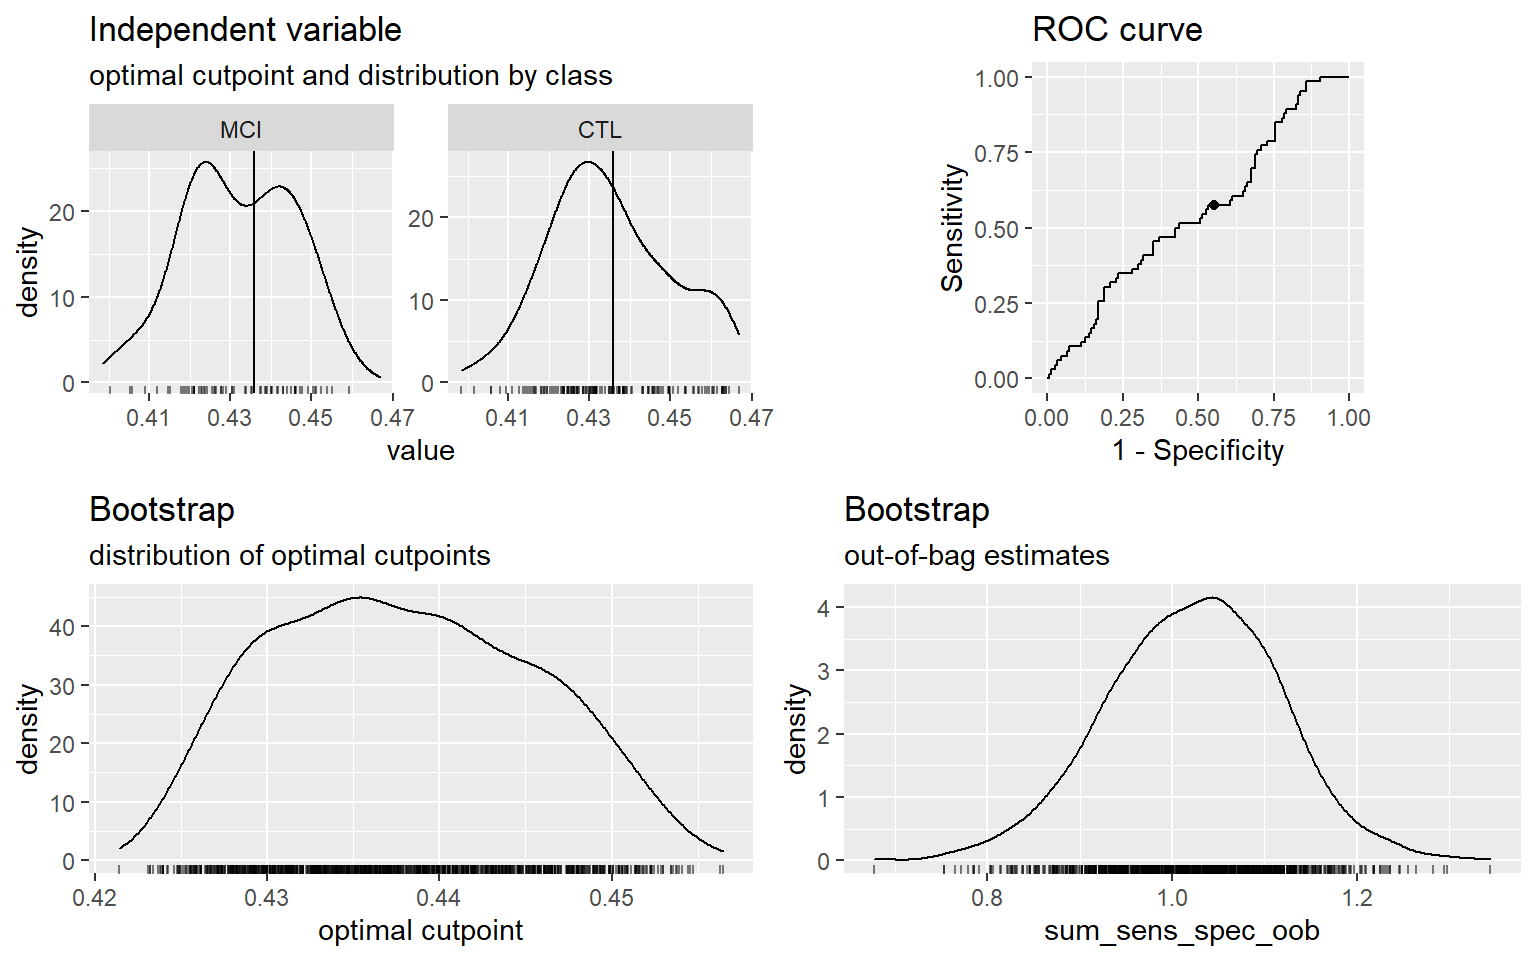 Independent variable
optimal cutpoint and distribution by class
MCI
CTL
density
20
10
0
20
10
0
0.41 0.43 0.45 0.47
0.41 0.43 0.45 0.47
value
ROC curve
Sensitivity
1.00
0.75
0.50
0.25
0.00
0.00 0.25 0.50 0.75 1.00
1 - Specificity
Bootstrap
distribution of optimal cutpoints
density
40
30
20
10
0
0.42 0.43 0.44 0.45
optimal cutpoint
Bootstrap
out-of-bag estimates
density
4
3
2
1
0
0.8 1.0 1.2
sum_sens_spec_oob